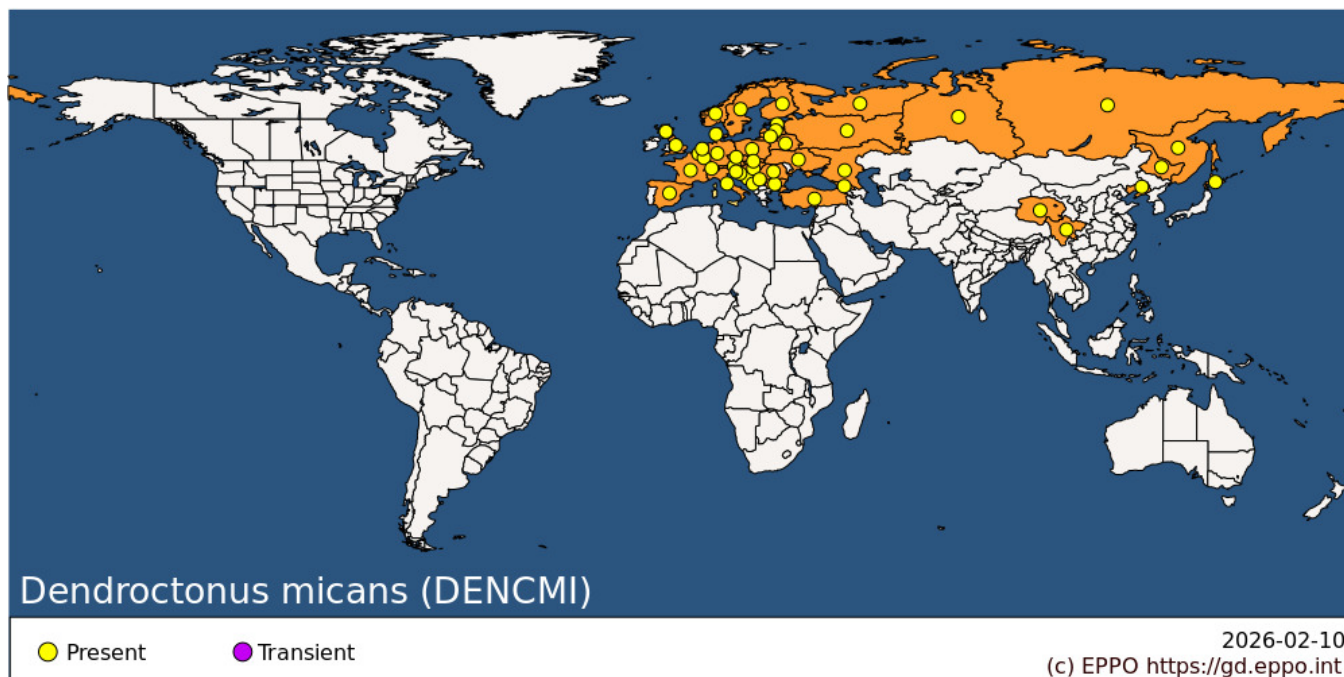 Dendroctonus micans (DENCMI)
Present
Transient
2026-02-10
(c) EPPO https://gd.eppo.int